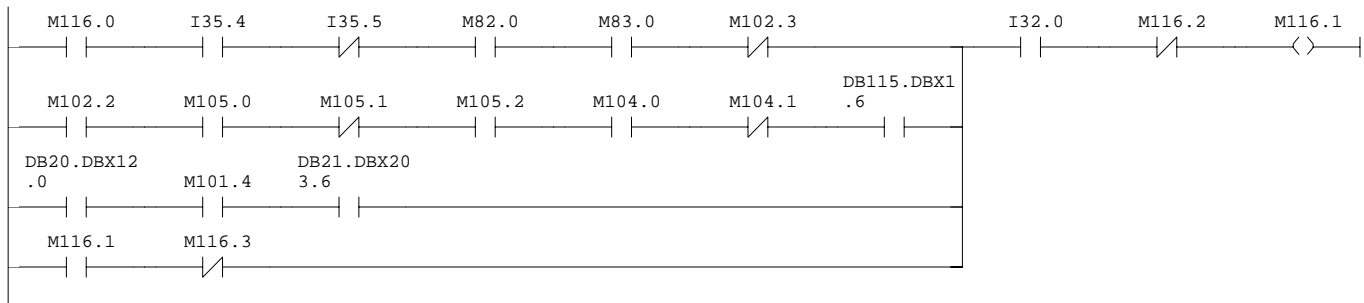 M116.0 I35.4 I35.5 M82.0 M83.0 M102.3 I32.0 M116.2 M116.1
DB115.DBX1
M102.2 M105.0 M105.1 M105.2 M104.0 M104.1 .6
DB20.DBX12 DB21.DBX20
.0 M101.4 3.6
M116.1 M116.3